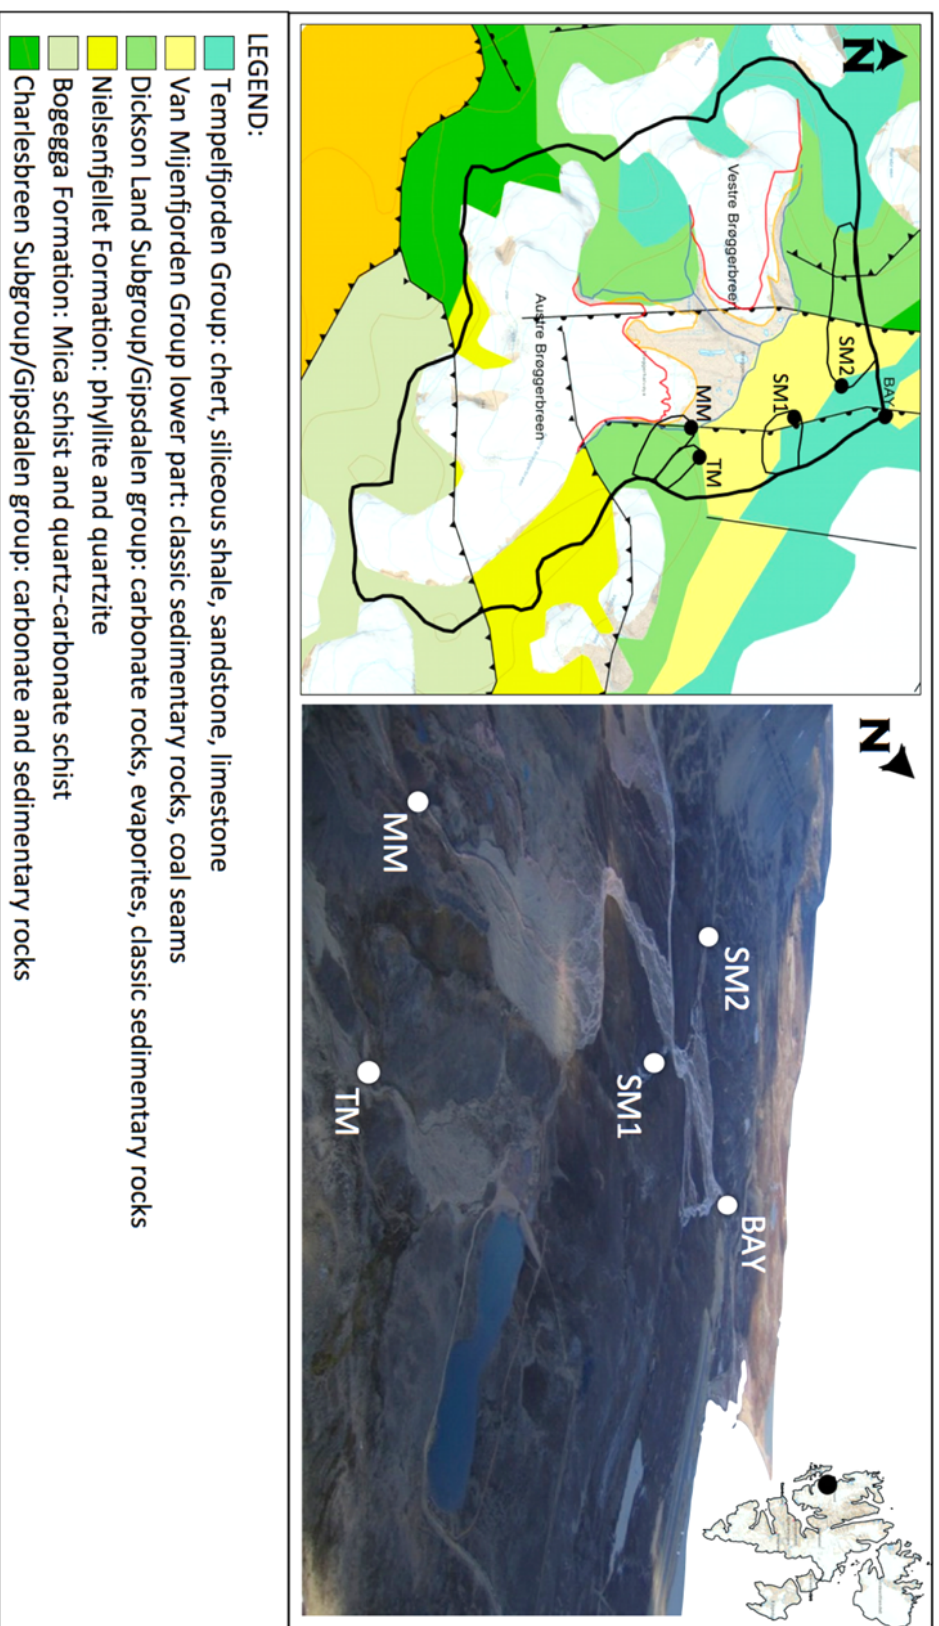 N
Vestre Brøggerbreen
Austre Brøggerbreen
SM2
BAY
SM1
MM
TM
N
MM
SM2
SM1
TM
BAY
LEGEND:
Tempelfjorden Group: chert, siliceous shale, sandstone, limestone
Van Mijenfjorden Group lower part: classic sedimentary rocks, coal seams
Dickson Land Subgroup/Gipsdalen group: carbonate rocks, evaporites, classic sedimentary rocks
Nielsenfjellet Formation: phyllite and quartzite
Bogegga Formation: Mica schist and quartz-carbonate schist
Charlesbreen Subgroup/Gipsdalen group: carbonate and sedimentary rocks